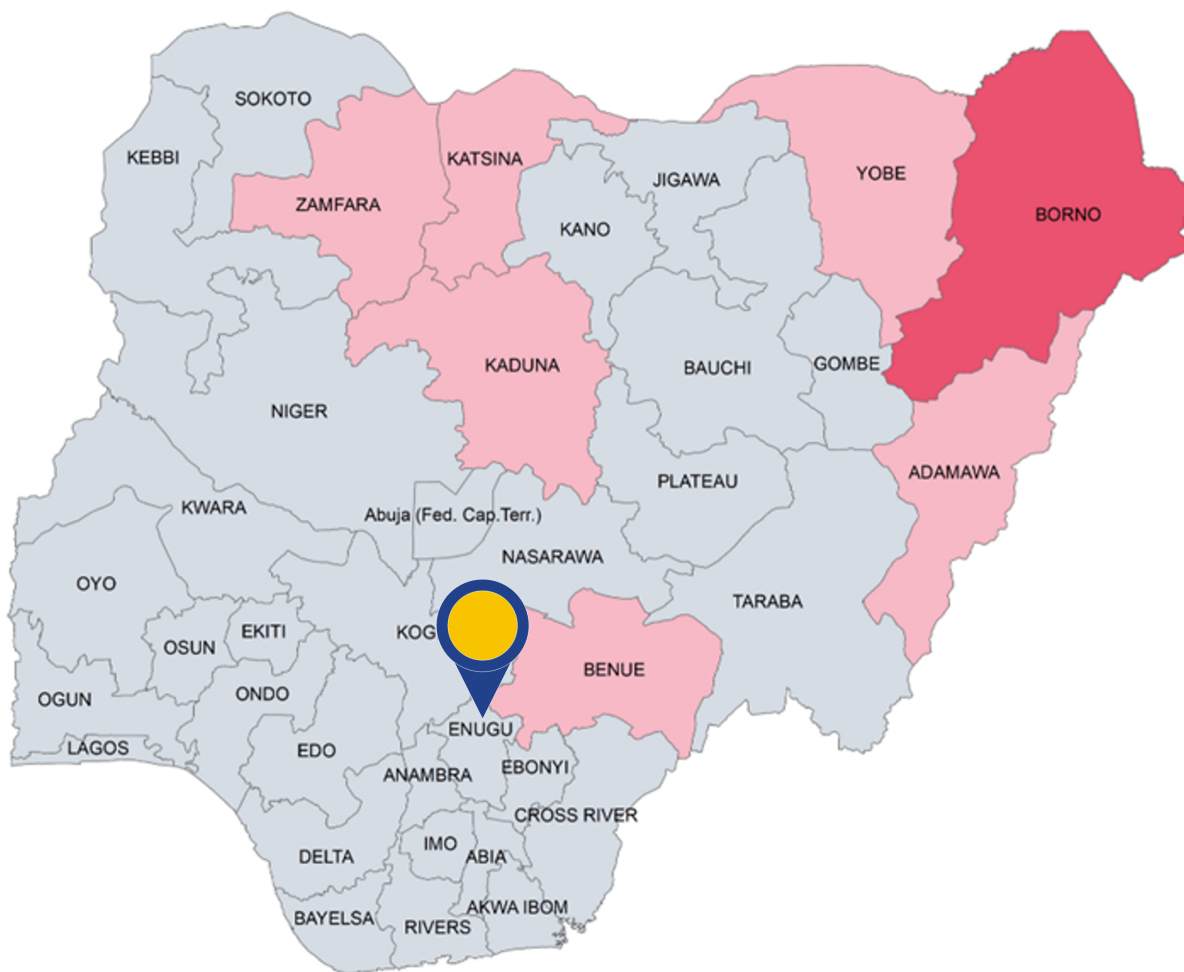 SOKOTO
KEBBI
KATSINA
ZAMFARA
JIGAWA
YOBE
KANO
BORNO
KADUNA
BAUCHI
GOMBE
NIGER
ADAMAWA
PLATEAU
KWARA
Abuja (Fed. Cap.Terr.)
NASARAWA
OYO
TARABA
EKITI
KOG
OSUN
BENUE
OGUN
ONDO
ENUGU
LAGOS
EDO
ANAMBRA
EBONYI
CROSS RIVER
DELTA
IMO
ABIA
AKWA IBOM
BAYELSA
RIVERS